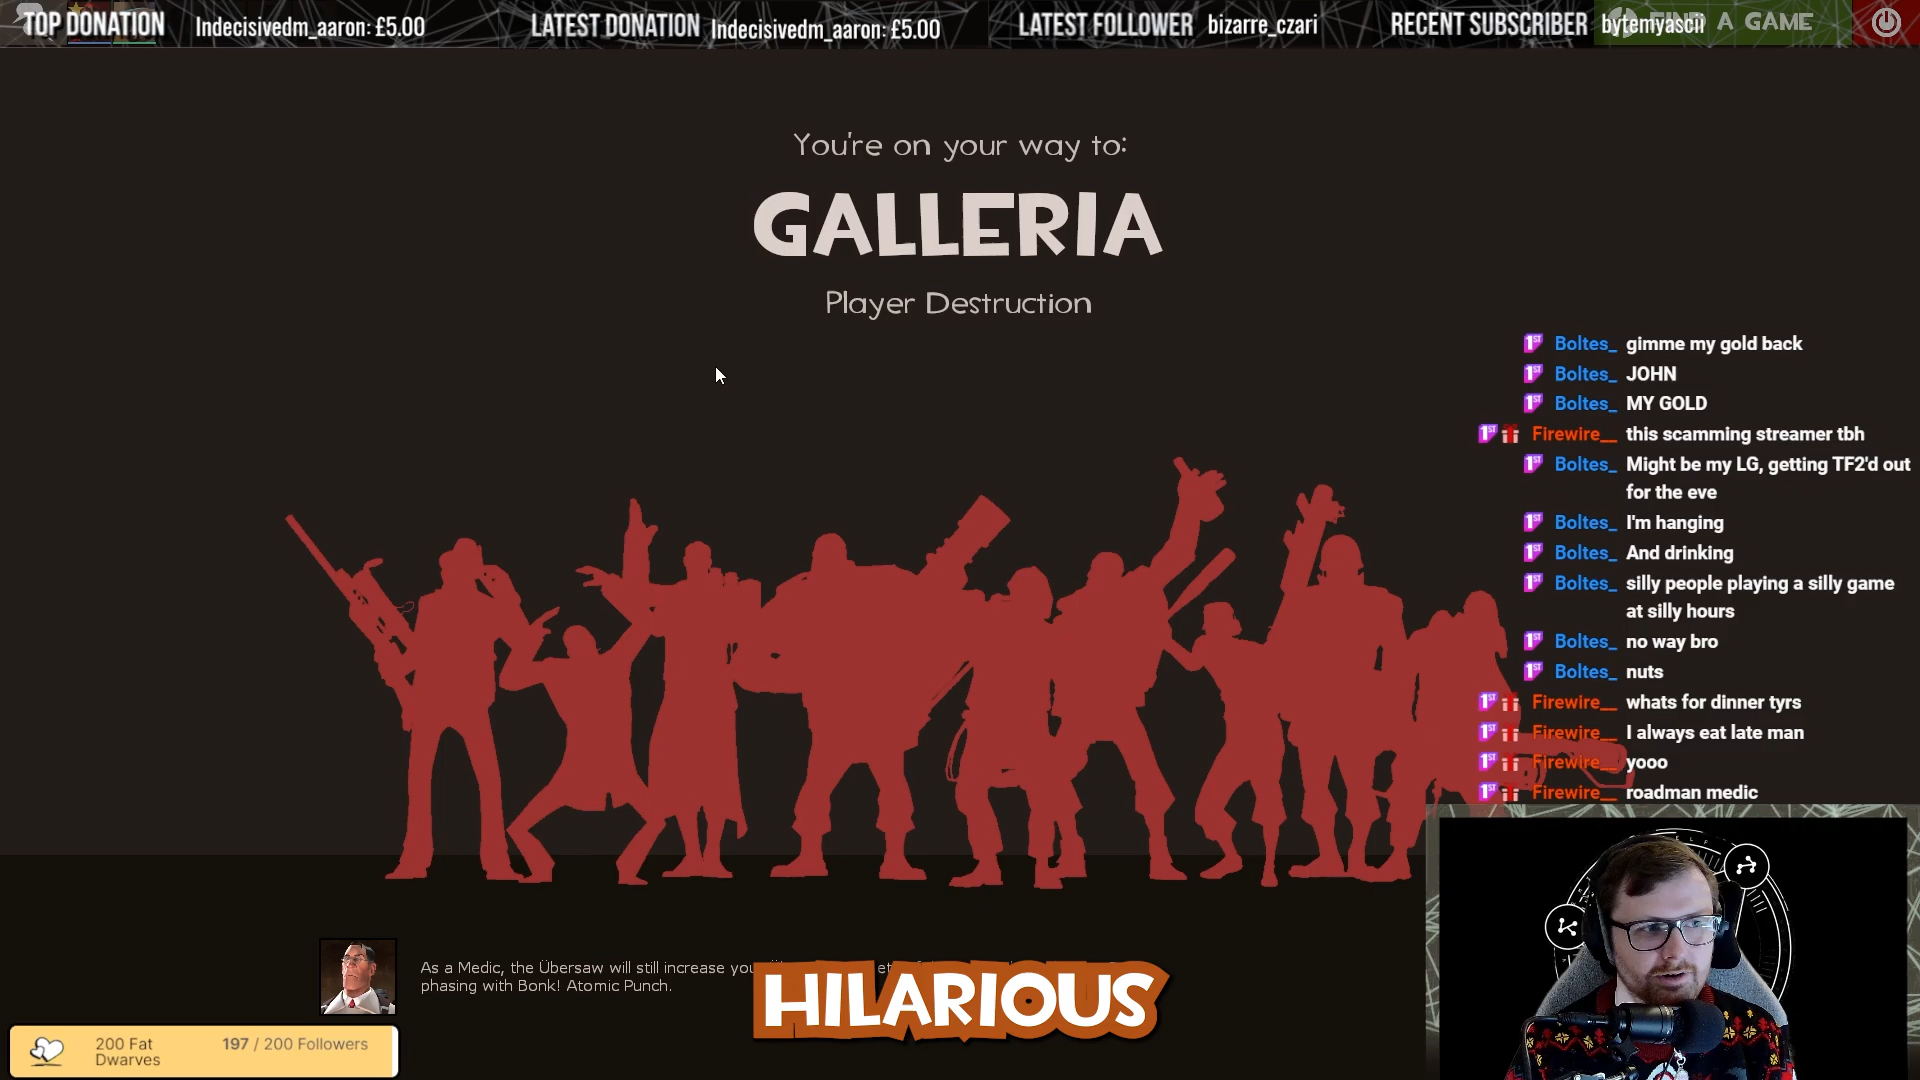 TOP DONATION Indecisivedm_aaron: £5.00 LATEST DONATION Indecisivedm_aaron: £5.00 LATEST FOLLOWER bizarre_czari RECENT SUBSCRIBER bytemyascii FIND A GAME
You're on your way to:
GALLERIA
Player Destruction
Boltes_ gimme my gold back
Boltes_ JOHN
Boltes_ MY GOLD
Firewire__ this scamming streamer tbh
Boltes_ Might be my LG, getting TF2'd out
for the eve
Boltes_ I'm hanging
Boltes_ And drinking
Boltes_ silly people playing a silly game
at silly hours
Boltes_ no way bro
Boltes_ nuts
Firewire__ whats for dinner tyrs
Firewire__ I always eat late man
Firewire__ yooo
Firewire__ roadman medic
As a Medic, the Übersaw will still increase
phasing with Bonk! Atomic Punch.
HILARIOUS
200 Fat
Dwarves
197 / 200 Followers